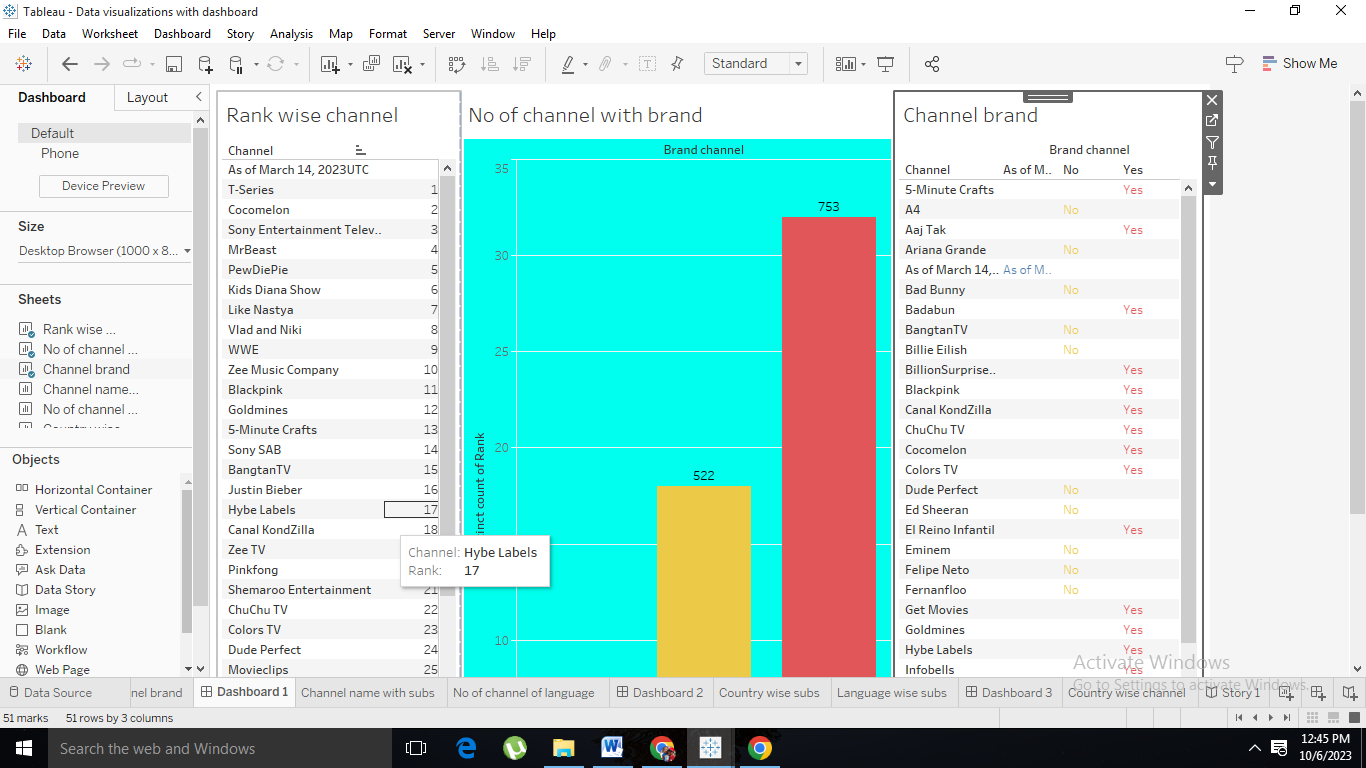 Tableau - Data visualizations with dashboard
File Data Worksheet Dashboard Story Analysis Map Format Server Window Help
Standard
Show Me
Dashboard
Layout
Default
Phone
Device Preview
Size
Desktop Browser (1000 x 8...
Sheets
Rank wise ...
No of channel ...
Channel brand
Channel name...
No of channel ...
Objects
Horizontal Container
Vertical Container
Text
Extension
Ask Data
Data Story
Image
Blank
Workflow
Web Page
Rank wise channel
Channel
As of March 14, 2023UTC
T-Series 1
Cocomelon 2
Sony Entertainment Telev.. 3
MrBeast 4
PewDiePie 5
Kids Diana Show 6
Like Nastya 7
Vlad and Niki 8
WWE 9
Zee Music Company 10
Blackpink 11
Goldmines 12
5-Minute Crafts 13
Sony SAB 14
BangtanTV 15
Justin Bieber 16
Hybe Labels 17
Canal KondZilla 18
Zee TV
Pinkfong
Shemaroo Entertainment 21
ChuChu TV 22
Colors TV 23
Dude Perfect 24
Movieclips 25
Channel: Hybe Labels
Rank: 17
No of channel with brand
Brand channel
35
753
30
25
20
522
10
inct count of Rank
Channel brand
Brand channel
Channel As of M.. No Yes
5-Minute Crafts Yes
A4 No
Aaj Tak Yes
Ariana Grande No
As of March 14,.. As of M..
Bad Bunny No
Badabun Yes
BangtanTV No
Billie Eilish No
BillionSurprise.. Yes
Blackpink Yes
Canal KondZilla Yes
ChuChu TV Yes
Cocomelon Yes
Colors TV Yes
Dude Perfect No
Ed Sheeran No
El Reino Infantil Yes
Eminem No
Felipe Neto No
Fernanfloo No
Get Movies Yes
Goldmines Yes
Hybe Labels Yes
Infobells Yes
Activate Windows
Go to Settings to activate Windows.
Data Source nel brand Dashboard 1 Channel name with subs No of channel of language Dashboard 2 Country wise subs Language wise subs Dashboard 3 Country wise channel Story 1
51 marks 51 rows by 3 columns
Search the web and Windows
12:45 PM
10/6/2023